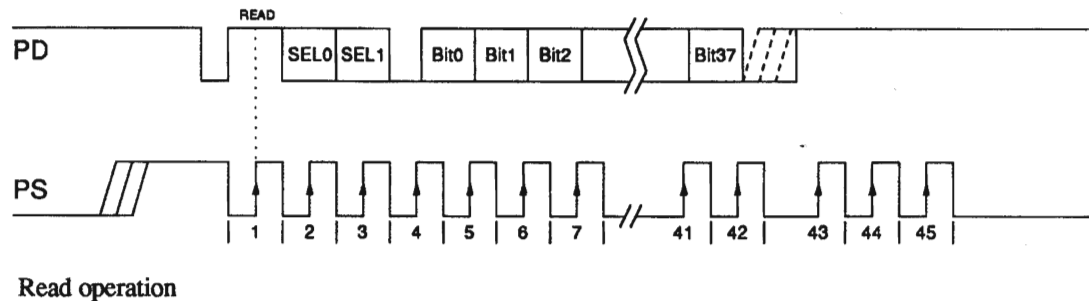 READ
PD SEL0 SEL1 Bit0 Bit1 Bit2 Bit37
PS
1 2 3 4 5 6 7 41 42 43 44 45
Read operation